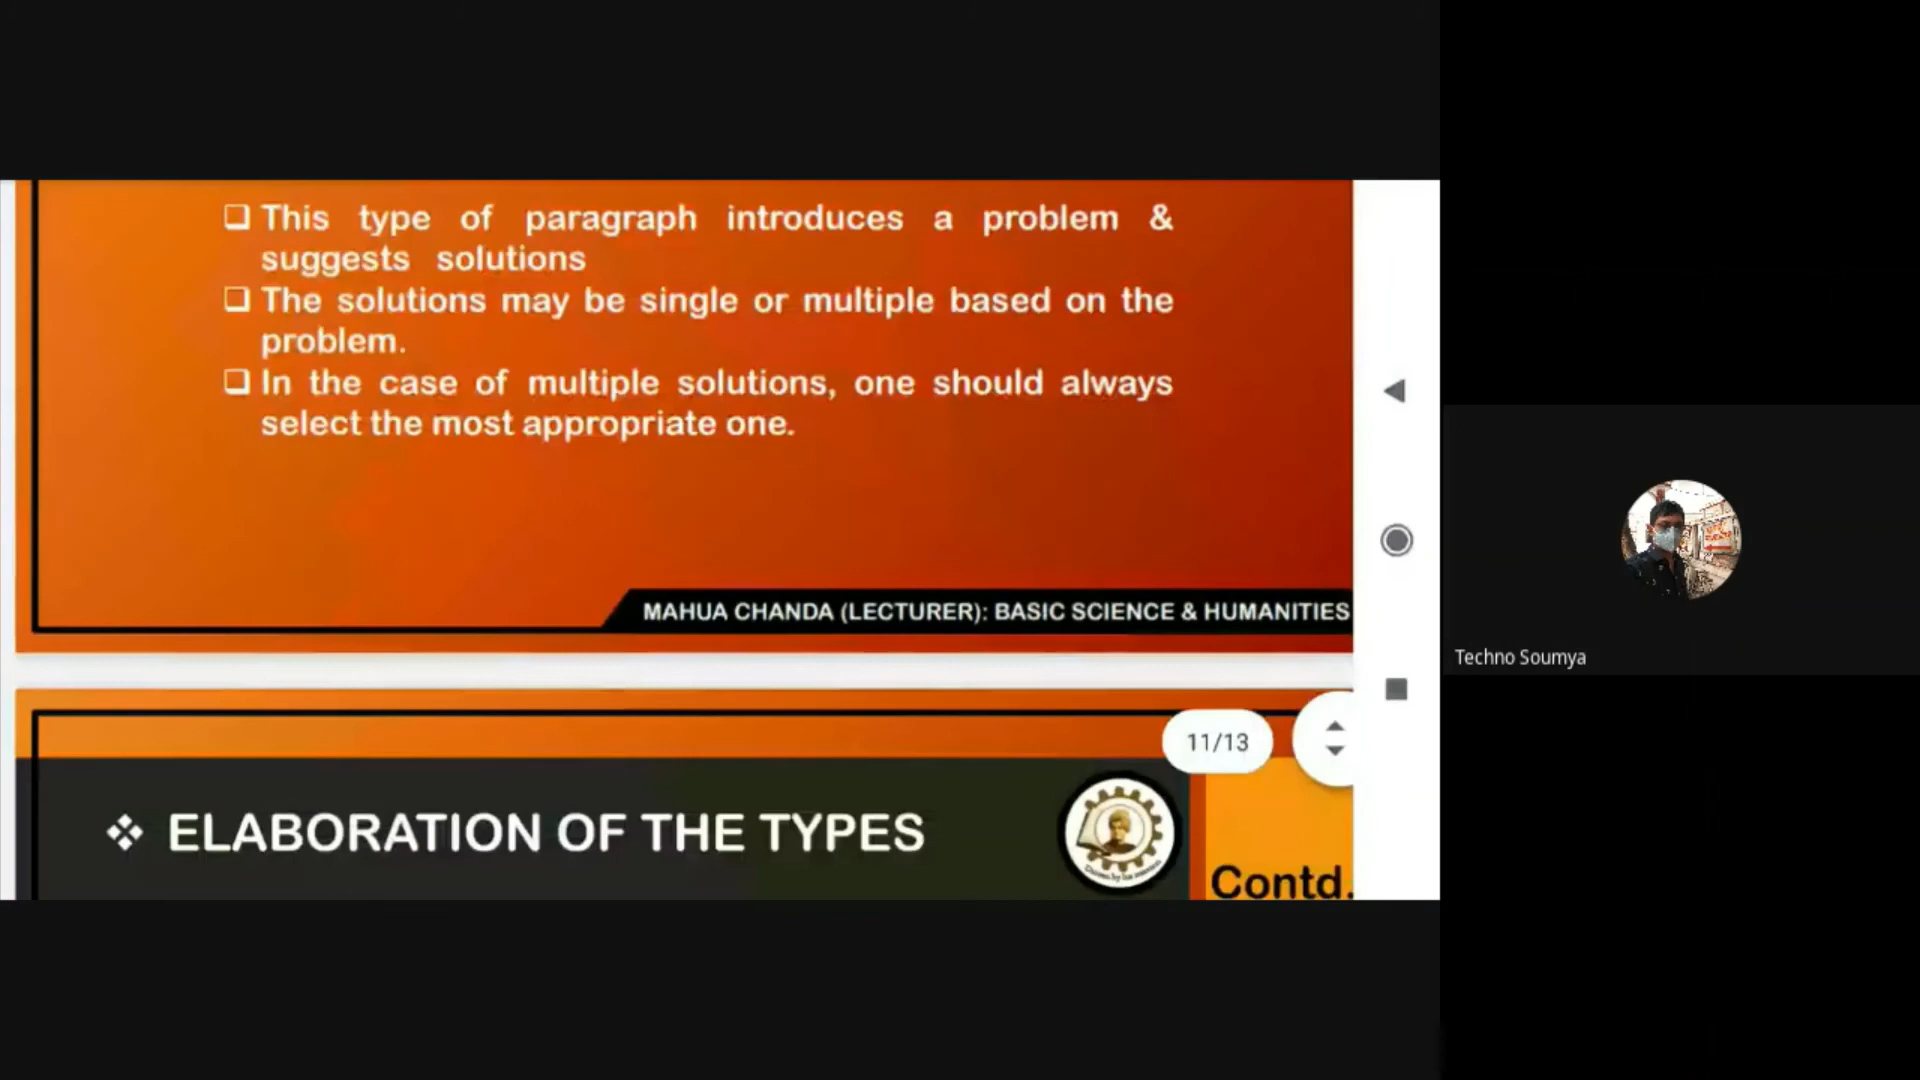 ❑ This type of paragraph introduces a problem &
suggests solutions
❑ The solutions may be single or multiple based on the
problem.
❑ In the case of multiple solutions, one should always
select the most appropriate one.
MAHUA CHANDA (LECTURER): BASIC SCIENCE & HUMANITIES
11/13
❖ ELABORATION OF THE TYPES
Contd.
Techno Soumya